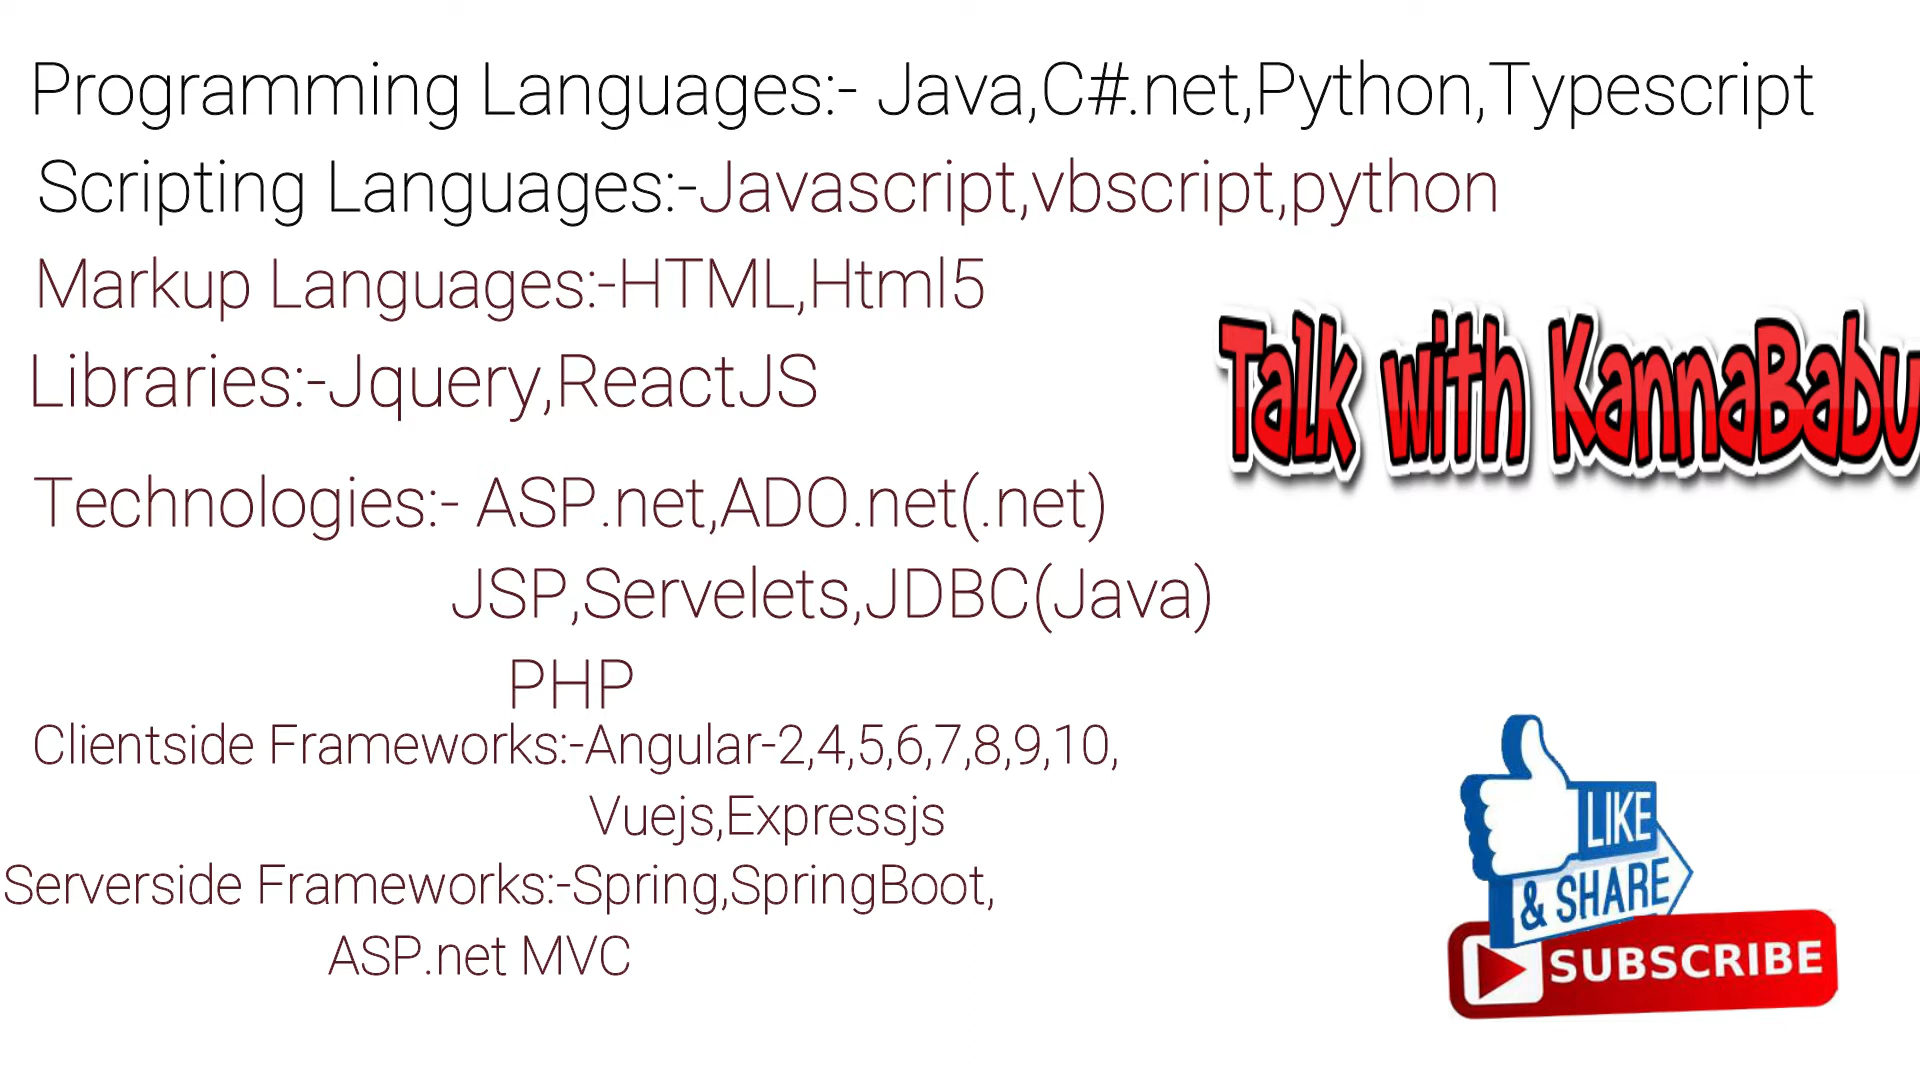 Programming Languages:- Java,C#.net,Python,Typescript
Scripting Languages:-Javascript,vbscript,python
Markup Languages:-HTML,Html5
Libraries:-Jquery,ReactJS
Talk with KannaBabu
Technologies:- ASP.net,ADO.net(.net)
JSP,Servelets,JDBC(Java)
PHP
Clientside Frameworks:-Angular-2,4,5,6,7,8,9,10,
Vuejs,Expressjs
Serverside Frameworks:-Spring,SpringBoot,
ASP.net MVC
LIKE
& SHARE
SUBSCRIBE